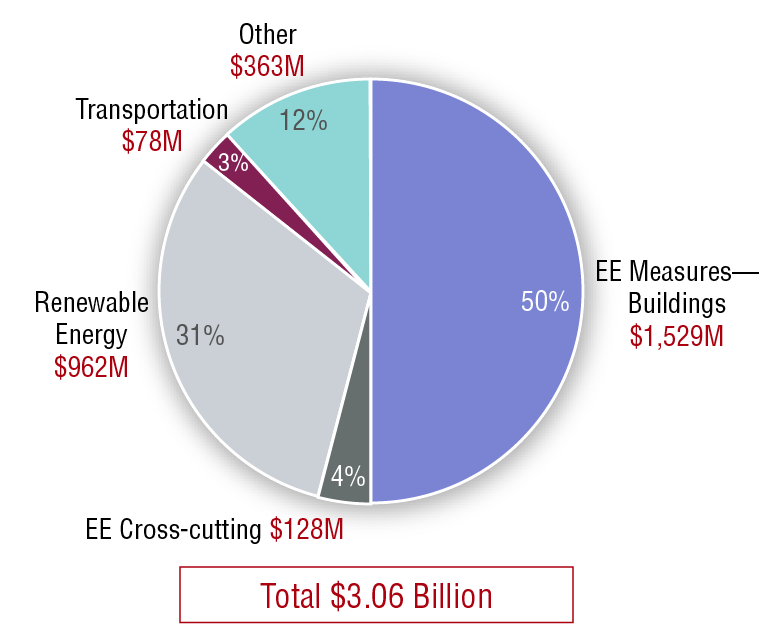 Other
$363M
12%
Transportation
$78M
3%
EE Measures—
Buildings
$1,529M
50%
Renewable
Energy
$962M
31%
4%
EE Cross-cutting $128M
Total $3.06 Billion